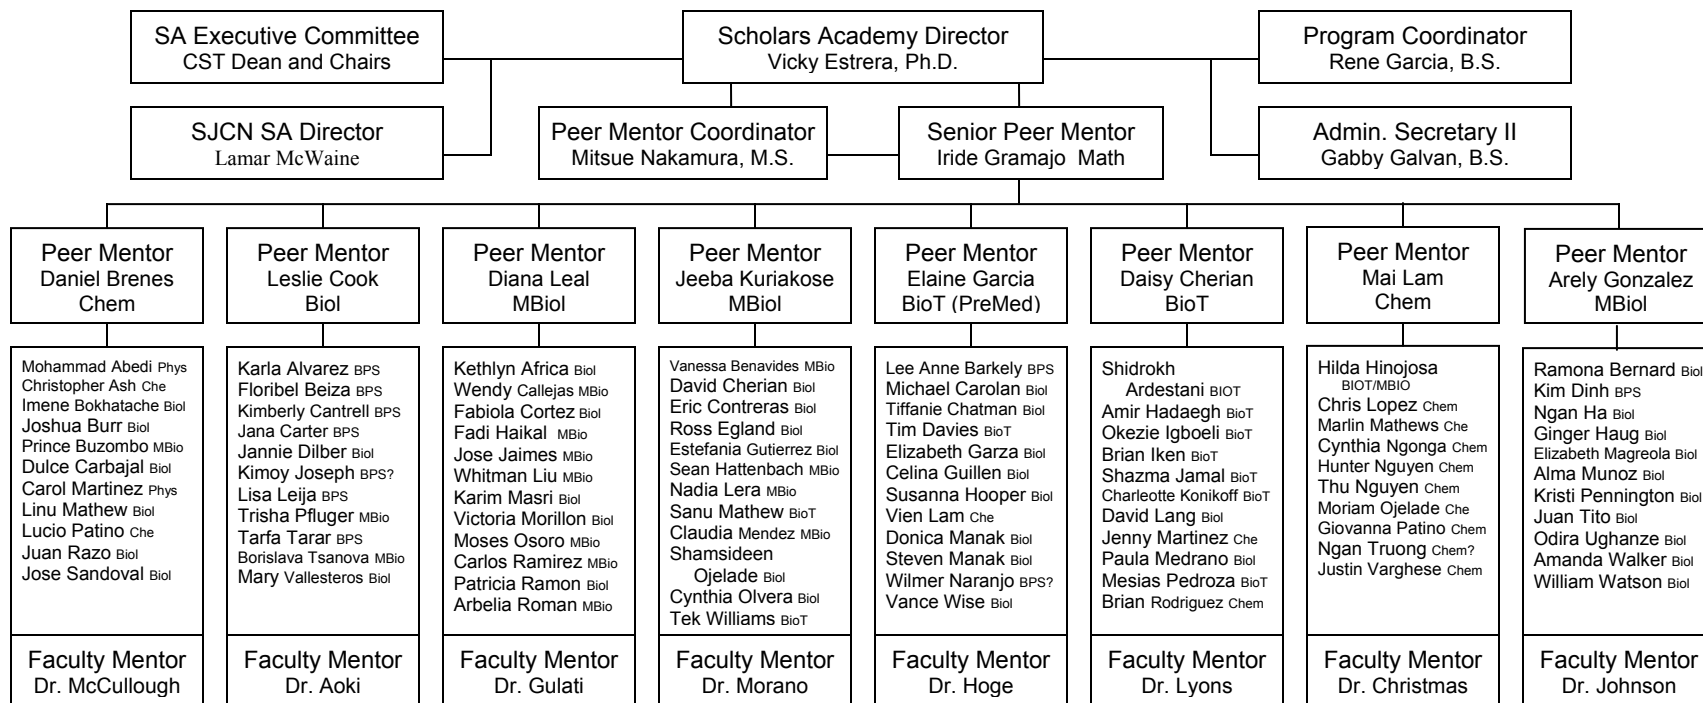 SA Executive Committee
CST Dean and Chairs
Scholars Academy Director
Vicky Estrera, Ph.D.
Program Coordinator
Rene Garcia, B.S.
SJCN SA Director
Lamar McWaine
Peer Mentor Coordinator
Mitsue Nakamura, M.S.
Senior Peer Mentor
Iride Gramajo Math
Admin. Secretary II
Gabby Galvan, B.S.
Peer Mentor
Daniel Brenes
Chem
Peer Mentor
Leslie Cook
Biol
Peer Mentor
Diana Leal
MBiol
Peer Mentor
Jeeba Kuriakose
MBiol
Peer Mentor
Elaine Garcia
BioT (PreMed)
Peer Mentor
Daisy Cherian
BioT
Peer Mentor
Mai Lam
Chem
Peer Mentor
Arely Gonzalez
MBiol
Mohammad Abedi Phys
Christopher Ash Che
Imene Bokhatache Biol
Joshua Burr Biol
Prince Buzombo MBio
Dulce Carbajal Biol
Carol Martinez Phys
Linu Mathew Biol
Lucio Patino Che
Juan Razo Biol
Jose Sandoval Biol
Karla Alvarez BPS
Floribel Beiza BPS
Kimberly Cantrell BPS
Jana Carter BPS
Jannie Dilber Biol
Kimoy Joseph BPS?
Lisa Leija BPS
Trisha Pfluger MBio
Tarfa Tarar BPS
Borislava Tsanova MBio
Mary Vallesteros Biol
Kethlyn Africa Biol
Wendy Callejas MBio
Fabiola Cortez Biol
Fadi Haikal MBio
Jose Jaimes MBio
Whitman Liu MBio
Karim Masri Biol
Victoria Morillon Biol
Moses Osoro MBio
Carlos Ramirez MBio
Patricia Ramon Biol
Arbelia Roman MBio
Vanessa Benavides MBio
David Cherian Biol
Eric Contreras Biol
Ross Egland Biol
Estefania Gutierrez Biol
Sean Hattenbach MBio
Nadia Lera MBio
Sanu Mathew BioT
Claudia Mendez MBio
Shamsideen
Ojelade Biol
Cynthia Olvera Biol
Tek Williams BioT
Lee Anne Barkely BPS
Michael Carolan Biol
Tiffanie Chatman Biol
Tim Davies BioT
Elizabeth Garza Biol
Celina Guillen Biol
Susanna Hooper Biol
Vien Lam Che
Donica Manak Biol
Steven Manak Biol
Wilmer Naranjo BPS?
Vance Wise Biol
Shidrokh
Ardestani BIOT
Amir Hadaegh BioT
Okezie Igboeli BioT
Brian Iken BioT
Shazma Jamal BioT
Charleotte Konikoff BioT
David Lang Biol
Jenny Martinez Che
Paula Medrano Biol
Mesias Pedroza BioT
Brian Rodriguez Chem
Hilda Hinojosa
BIOT/MBIO
Chris Lopez Chem
Marlin Mathews Che
Cynthia Ngonga Chem
Hunter Nguyen Chem
Thu Nguyen Chem
Moriam Ojelade Che
Giovanna Patino Chem
Ngan Truong Chem?
Justin Varghese Chem
Ramona Bernard Biol
Kim Dinh BPS
Ngan Ha Biol
Ginger Haug Biol
Elizabeth Magreola Biol
Alma Munoz Biol
Kristi Pennington Biol
Juan Tito Biol
Odira Ughanze Biol
Amanda Walker Biol
William Watson Biol
Faculty Mentor
Dr. McCullough
Faculty Mentor
Dr. Aoki
Faculty Mentor
Dr. Gulati
Faculty Mentor
Dr. Morano
Faculty Mentor
Dr. Hoge
Faculty Mentor
Dr. Lyons
Faculty Mentor
Dr. Christmas
Faculty Mentor
Dr. Johnson